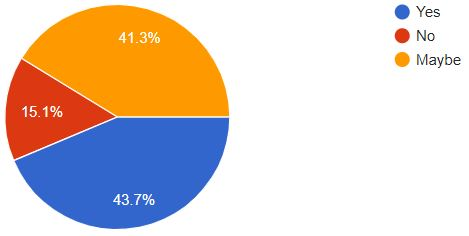 Yes
No
Maybe
41.3%
15.1%
43.7%